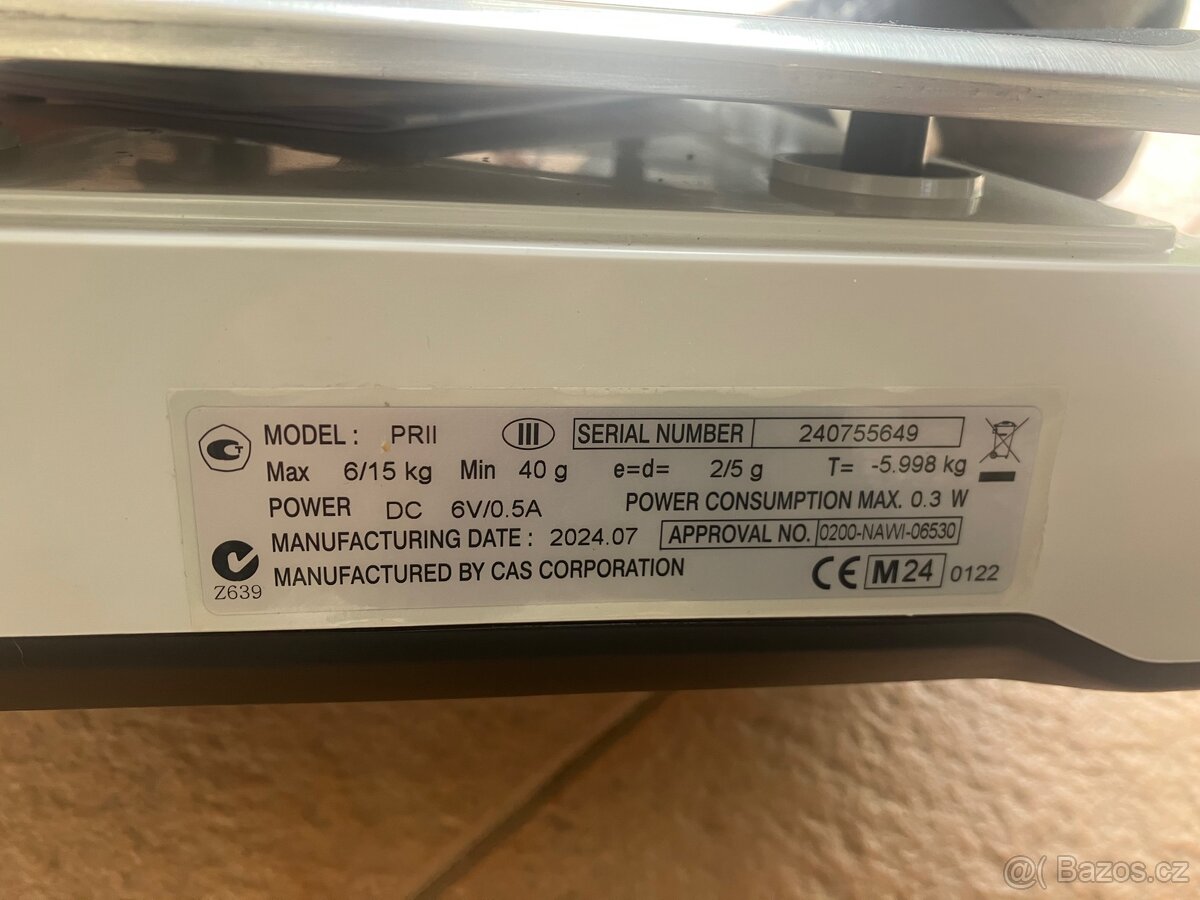 MODEL : PRII III SERIAL NUMBER 240755649
Max 6/15 kg Min 40 g e=d= 2/5 g T= -5.998 kg
POWER DC 6V/0.5A POWER CONSUMPTION MAX. 0.3 W
MANUFACTURING DATE : 2024.07 APPROVAL NO. 0200-NAWI-06530
MANUFACTURED BY CAS CORPORATION CE M24 0122
Z639
@( Bazos.cz